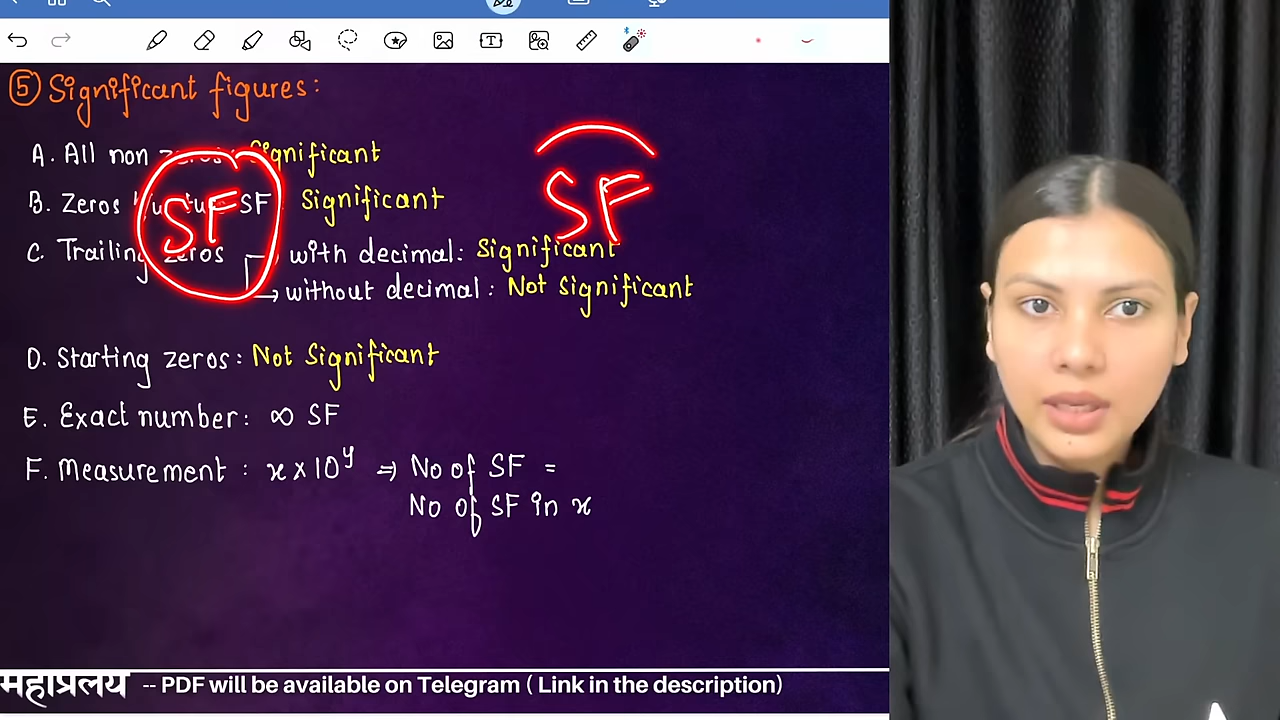 ⑤ Significant figures:
A. All non zeros: Significant
SF
B. Zeros SF: Significant
SF
C. Trailing zeros → with decimal: Significant
→ without decimal: Not Significant
D. Starting zeros: Not Significant
E. Exact number: ∞ SF
F. Measurement: x × 10^y ⇒ No of SF =
No of SF in x
महाप्रलय -- PDF will be available on Telegram ( Link in the description)